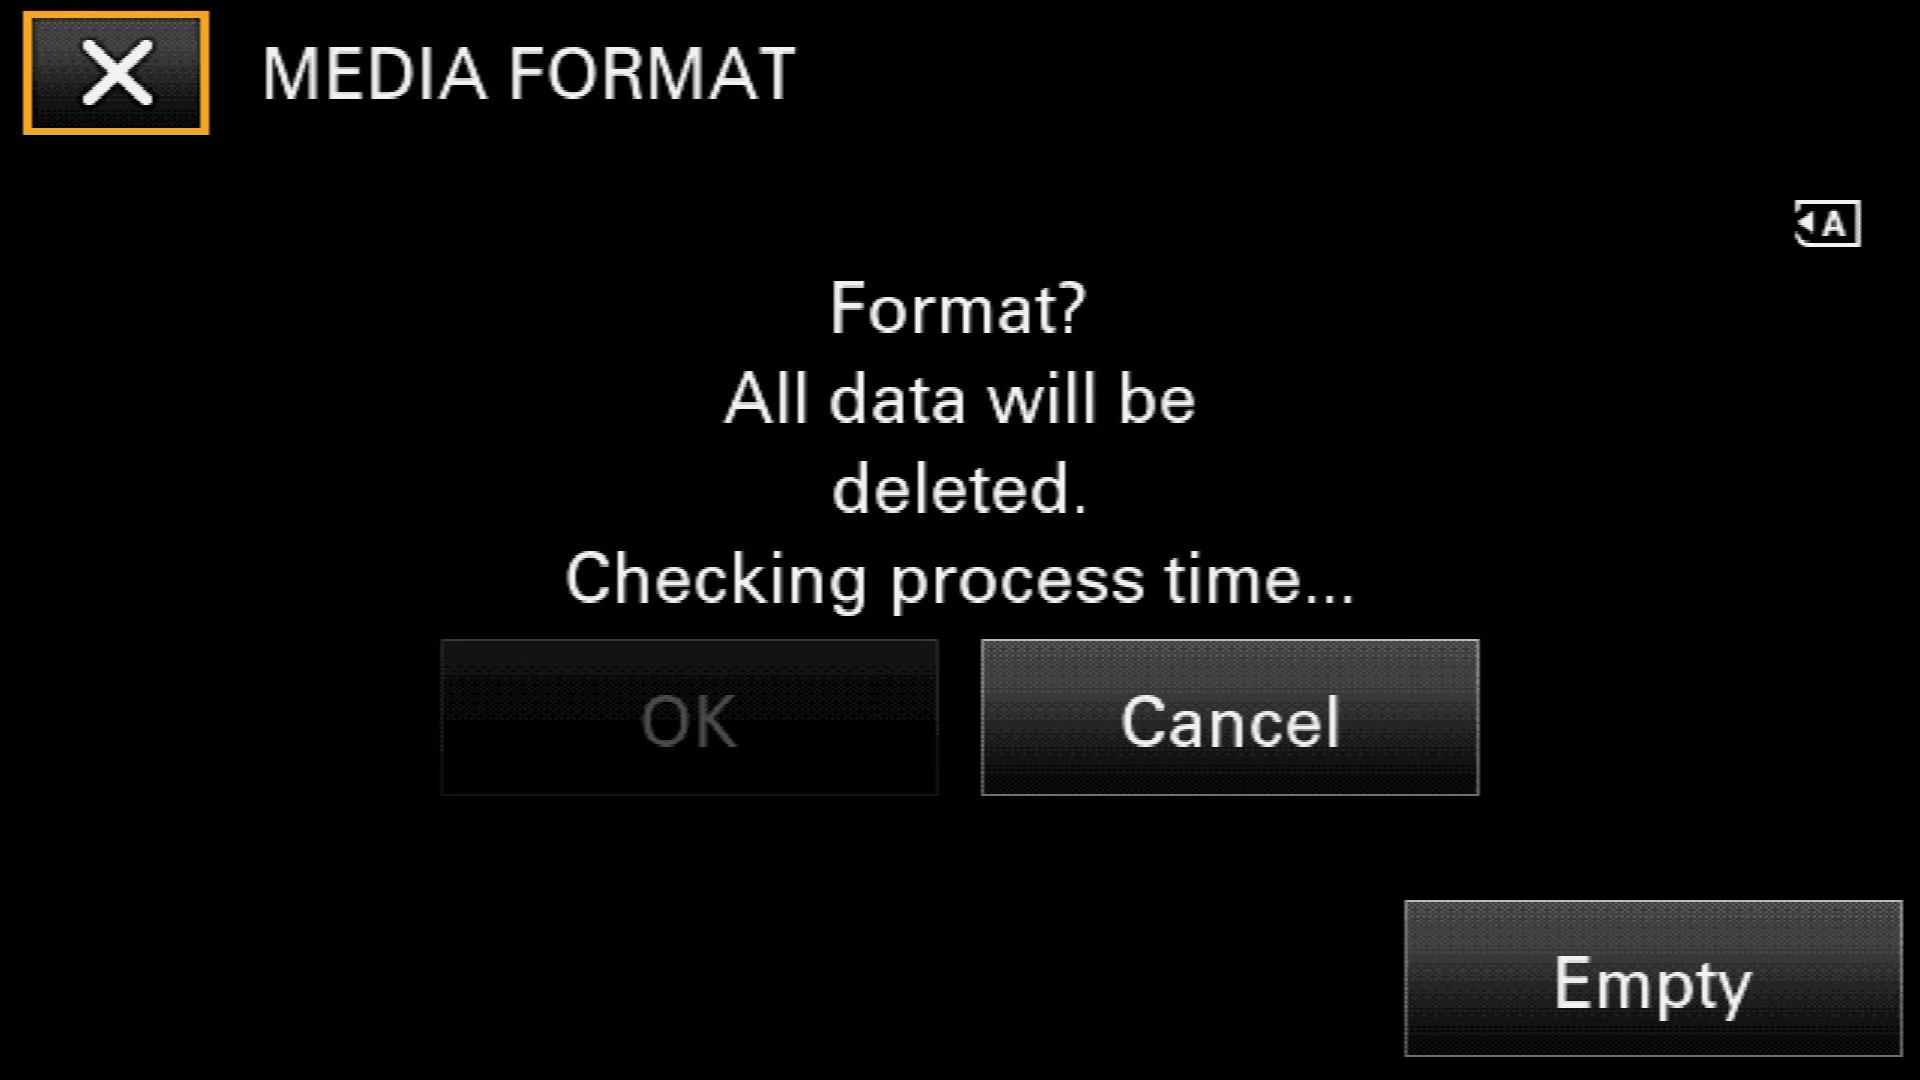 MEDIA FORMAT
A
Format?
All data will be
deleted.
Checking process time...
OK
Cancel
Empty